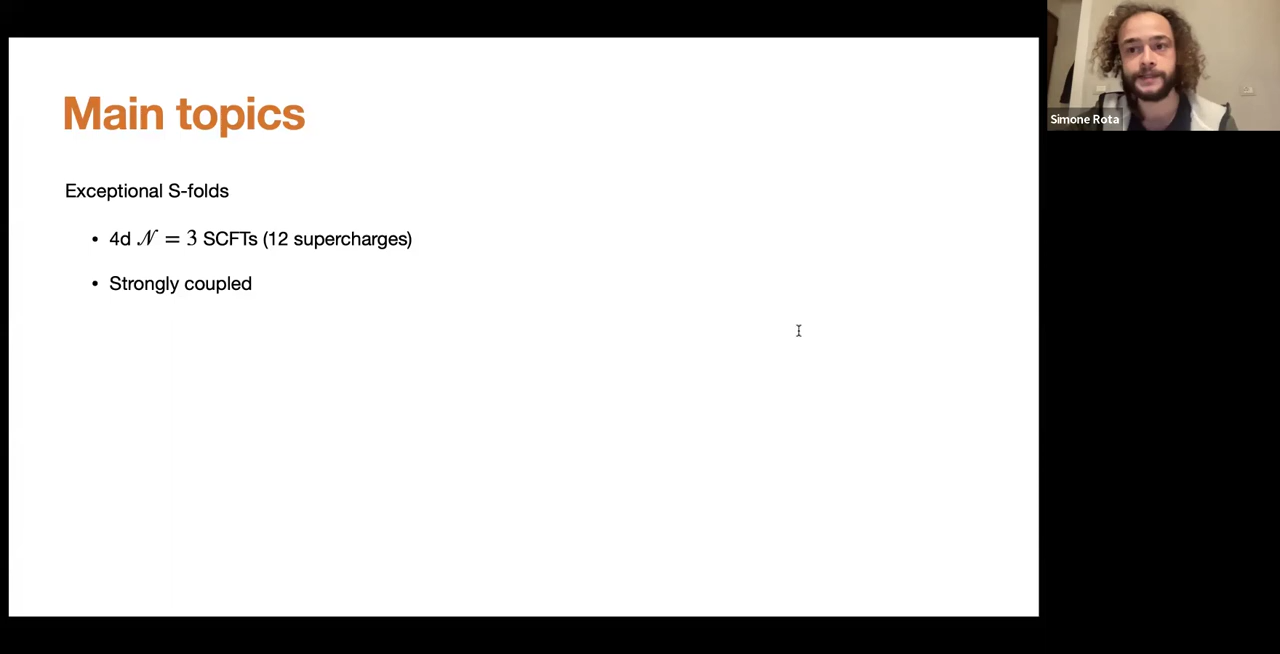 Main topics
Simone Rota
Exceptional S-folds
• 4d 𝒩 = 3 SCFTs (12 supercharges)
• Strongly coupled